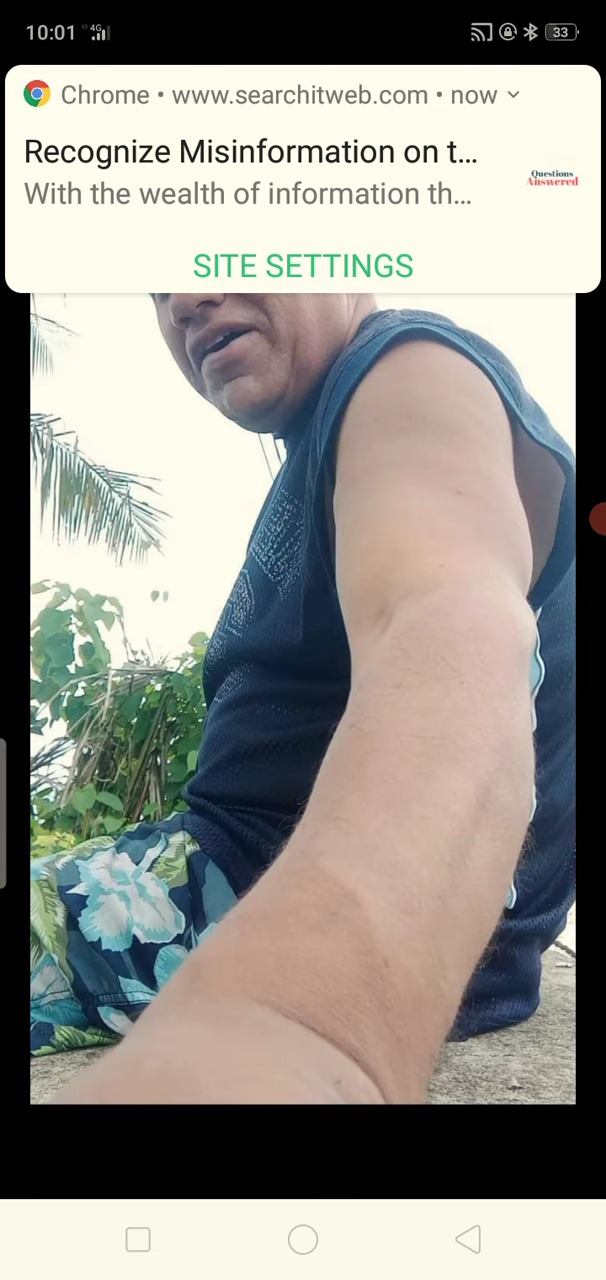 10:01 4G 33
Chrome • www.searchitweb.com • now
Recognize Misinformation on t...
With the wealth of information th...
Questions
Answered
SITE SETTINGS